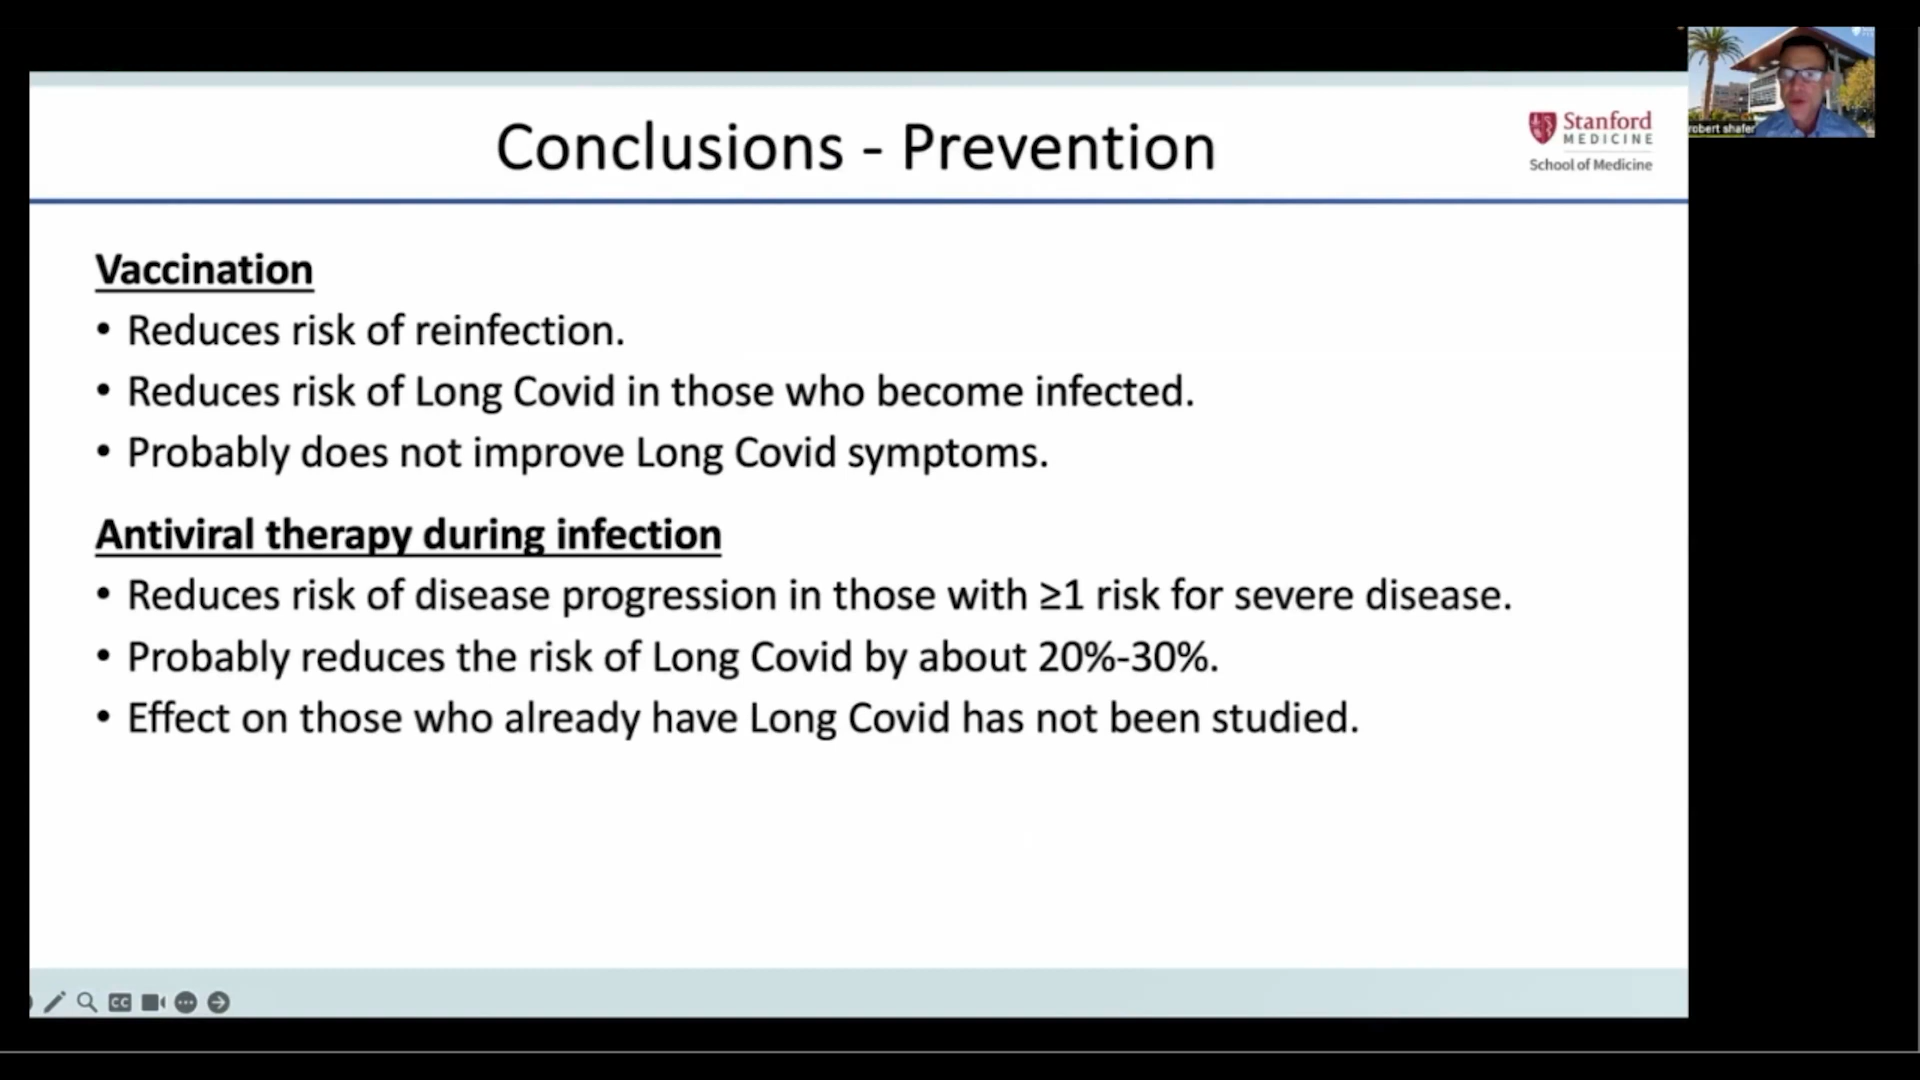 Conclusions - Prevention
Stanford
MEDICINE
School of Medicine
robert shafer
Vaccination
• Reduces risk of reinfection.
• Reduces risk of Long Covid in those who become infected.
• Probably does not improve Long Covid symptoms.
Antiviral therapy during infection
• Reduces risk of disease progression in those with ≥1 risk for severe disease.
• Probably reduces the risk of Long Covid by about 20%-30%.
• Effect on those who already have Long Covid has not been studied.
CC